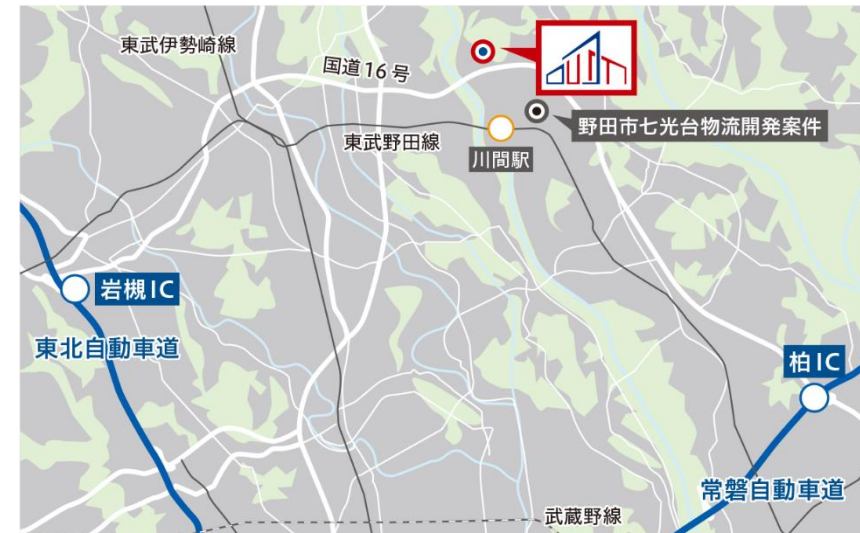 東武伊勢崎線
国道16号
東武野田線
川間駅
野田市七光台物流開発案件
岩槻IC
東北自動車道
柏IC
常磐自動車道
武蔵野線